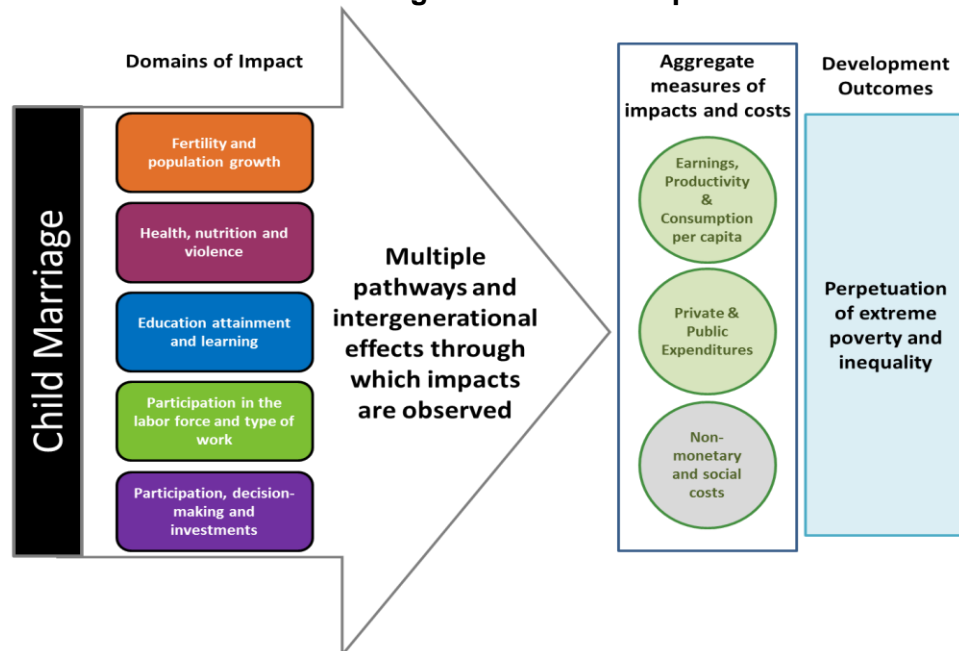 Domains of Impact
Child Marriage
Fertility and
population growth
Health, nutrition and
violence
Education attainment
and learning
Participation in the
labor force and type of
work
Participation, decision-
making and
investments
Multiple
pathways and
intergenerational
effects through
which impacts
are observed
Aggregate
measures of
impacts and costs
Earnings,
Productivity
&
Consumption
per capita
Private &
Public
Expenditures
Non-
monetary
and social
costs
Development
Outcomes
Perpetuation
of extreme
poverty and
inequality